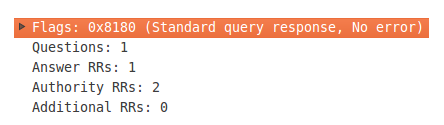 Flags: 0x8180 (Standard query response, No error)
Questions: 1
Answer RRs: 1
Authority RRs: 2
Additional RRs: 0